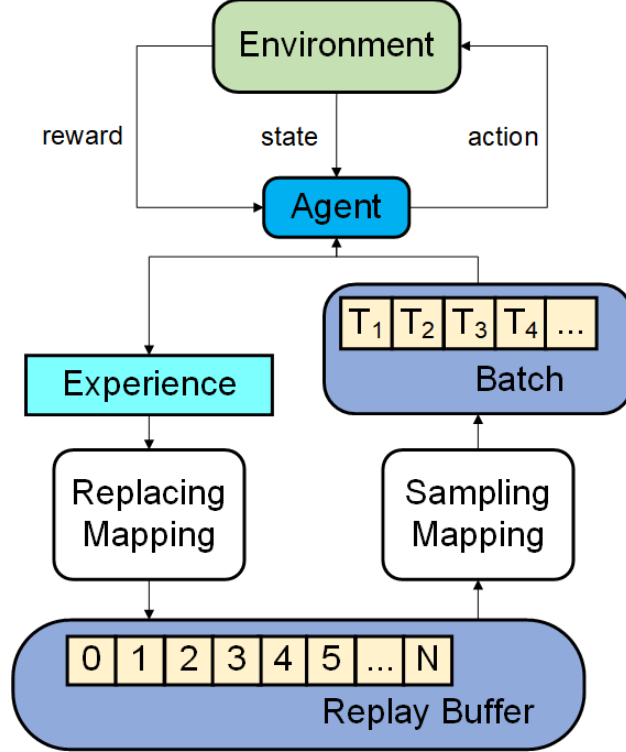 Environment
reward
state
action
Agent
T₁ T₂ T₃ T₄ ...
Batch
Experience
Replacing
Mapping
Sampling
Mapping
0 1 2 3 4 5 ... N
Replay Buffer